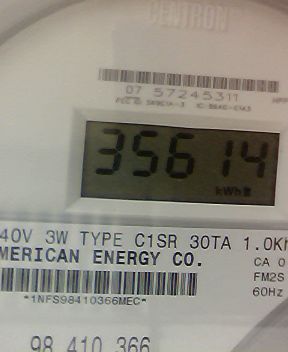 CENTRON
07 57245311
35614
kWh
40V 3W TYPE C1SR 30TA 1.0Kh
MERICAN ENERGY CO.
CA 0
FM2S
60Hz
*1NFS98410366MEC*
98 410 366